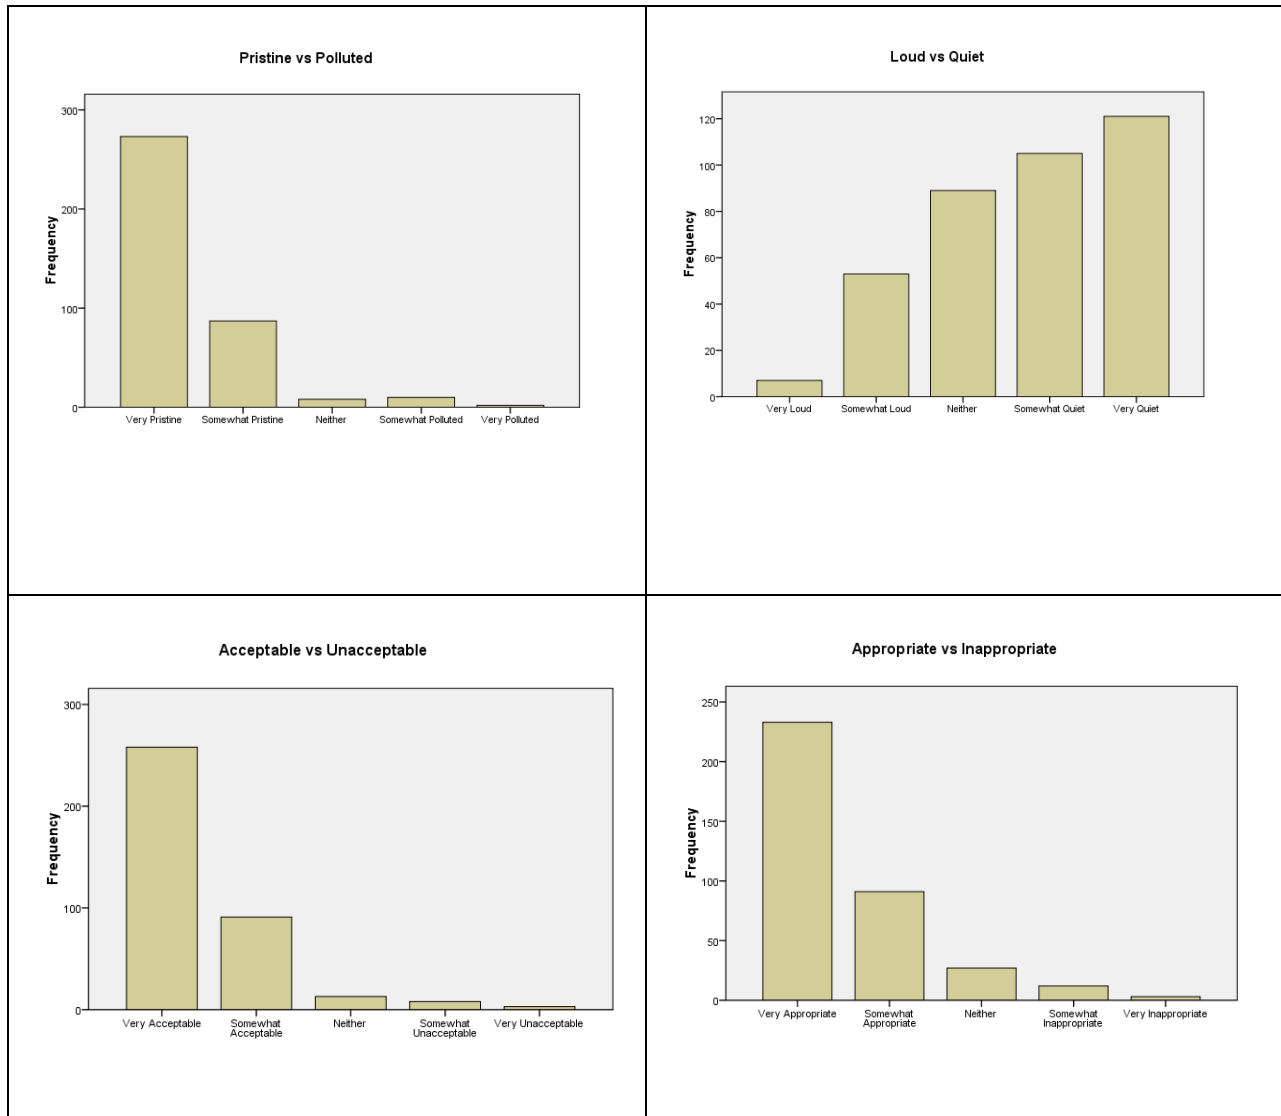 Pristine vs Polluted
Frequency
300
200
100
0
Very Pristine
Somewhat Pristine
Neither
Somewhat Polluted
Very Polluted
Loud vs Quiet
Frequency
120
100
80
60
40
20
0
Very Loud
Somewhat Loud
Neither
Somewhat Quiet
Very Quiet
Acceptable vs Unacceptable
Frequency
300
200
100
0
Very Acceptable
Somewhat
Acceptable
Neither
Somewhat
Unacceptable
Very Unacceptable
Appropriate vs Inappropriate
Frequency
250
200
150
100
50
0
Very Appropriate
Somewhat
Appropriate
Neither
Somewhat
Inappropriate
Very Inappropriate